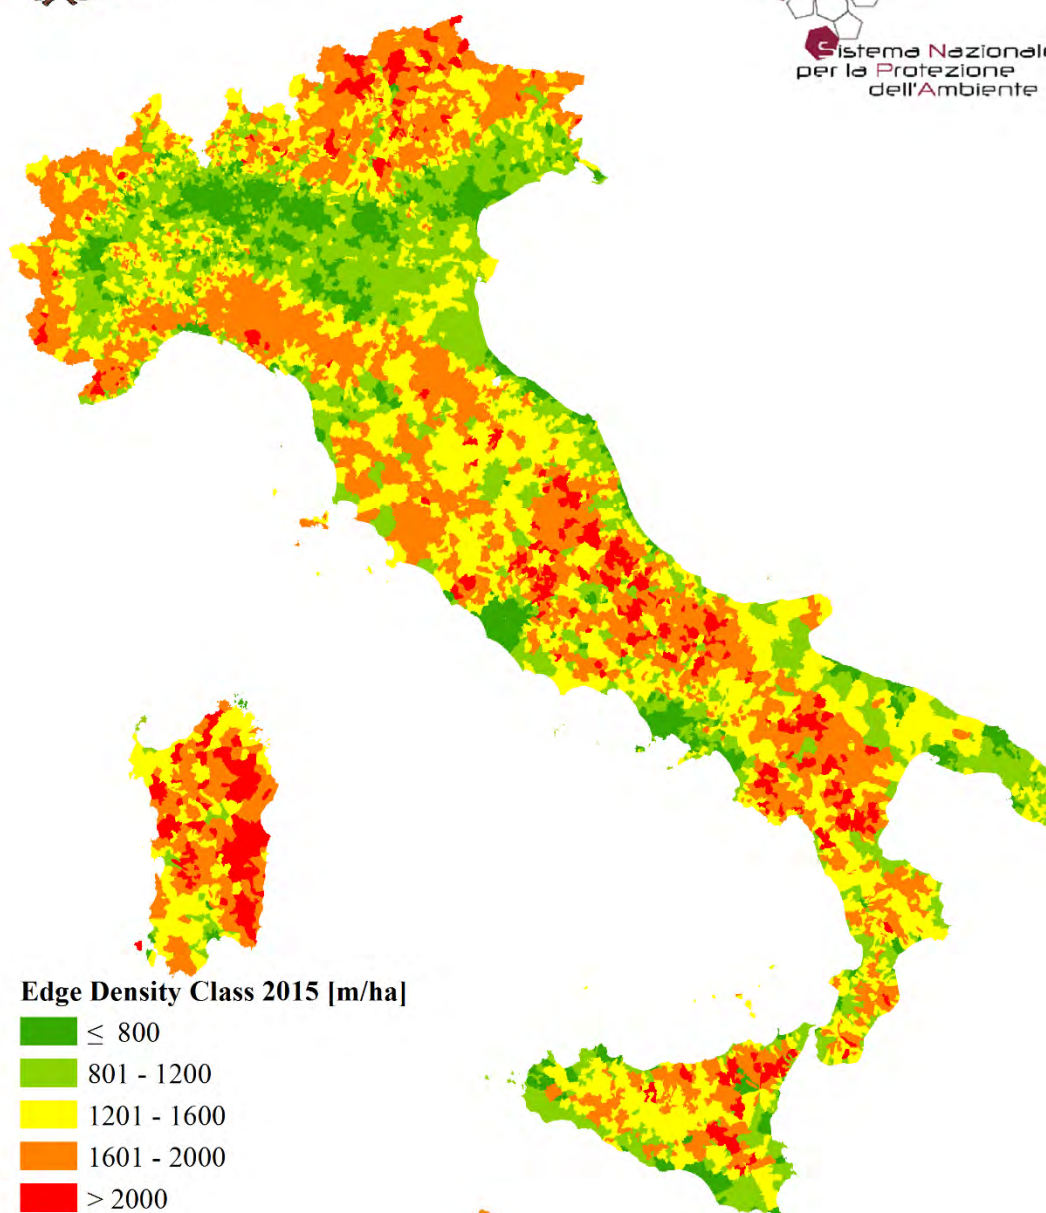 Sistema Nazionale
per la Protezione
dell'Ambiente
Edge Density Class 2015 [m/ha]
≤ 800
801 - 1200
1201 - 1600
1601 - 2000
> 2000